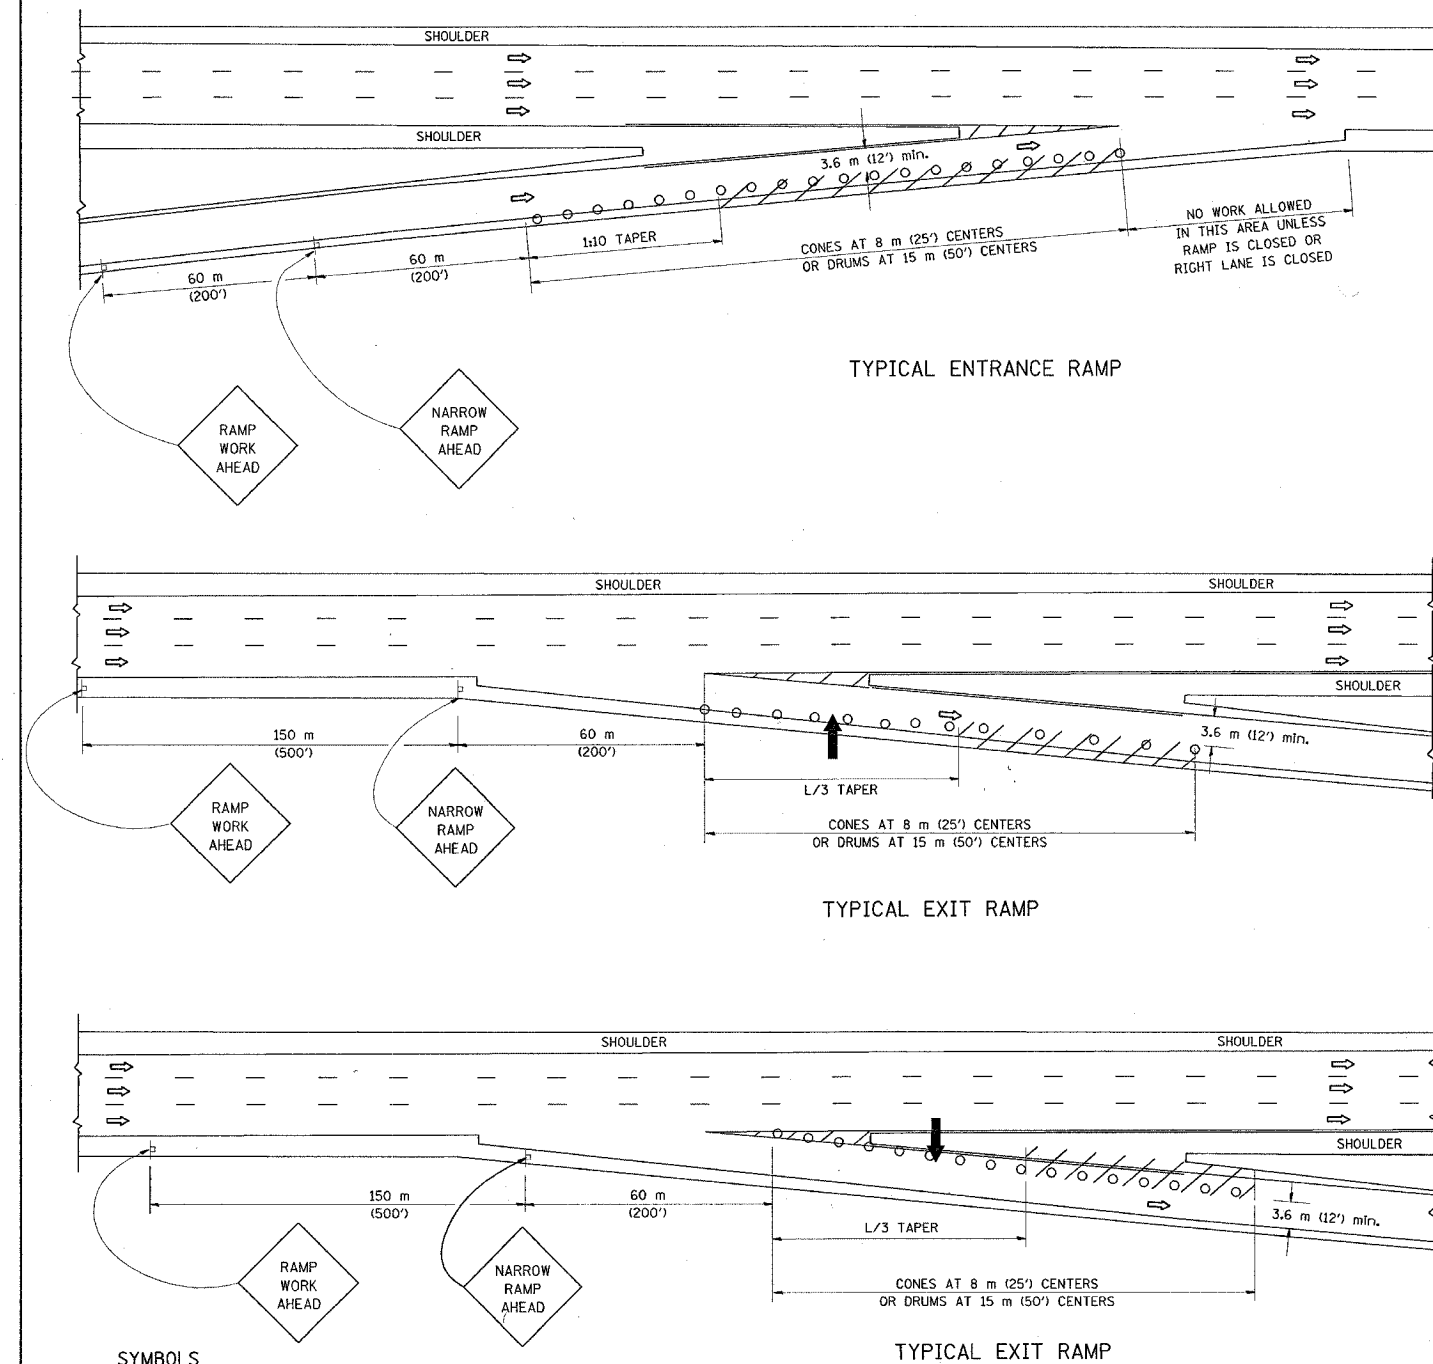 SHOULDER
SHOULDER
3.6 m (12') min.
1:10 TAPER
CONES AT 8 m (25') CENTERS
OR DRUMS AT 15 m (50') CENTERS
NO WORK ALLOWED
IN THIS AREA UNLESS
RAMP IS CLOSED OR
RIGHT LANE IS CLOSED
60 m
(200')
60 m
(200')
TYPICAL ENTRANCE RAMP
RAMP
WORK
AHEAD
NARROW
RAMP
AHEAD
SHOULDER
SHOULDER
SHOULDER
150 m
(500')
60 m
(200')
3.6 m (12') min.
L/3 TAPER
RAMP
WORK
AHEAD
NARROW
RAMP
AHEAD
CONES AT 8 m (25') CENTERS
OR DRUMS AT 15 m (50') CENTERS
TYPICAL EXIT RAMP
SHOULDER
SHOULDER
SHOULDER
150 m
(500')
60 m
(200')
3.6 m (12') min.
L/3 TAPER
RAMP
WORK
AHEAD
NARROW
RAMP
AHEAD
CONES AT 8 m (25') CENTERS
OR DRUMS AT 15 m (50') CENTERS
TYPICAL EXIT RAMP
SYMBOLS